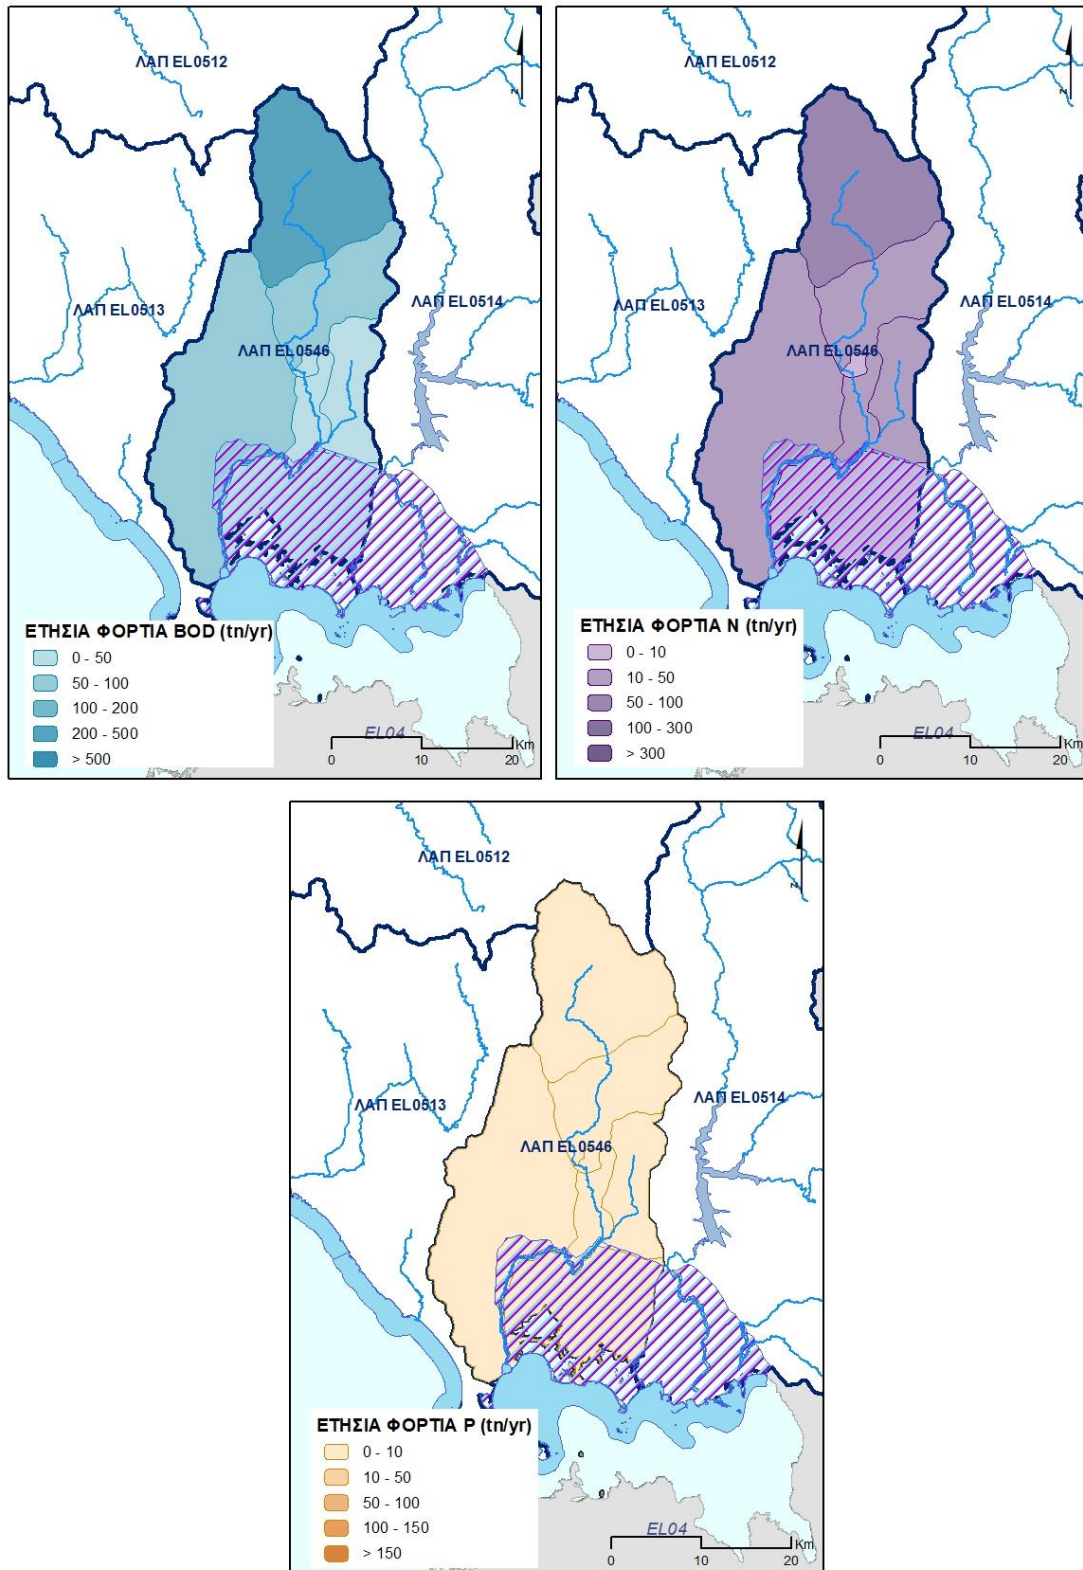 ΛΑΠ EL0512
z
ΛΑΠ EL0513
ΛΑΠ EL0514
ΛΑΠ EL0546
ΕΤΗΣΙΑ ΦΟΡΤΙΑ BOD (tn/yr)
0 - 50
50 - 100
100 - 200
200 - 500
> 500
EL04
Km
0 10 20
ΛΑΠ EL0512
z
ΛΑΠ EL0513
ΛΑΠ EL0514
ΛΑΠ EL0546
ΕΤΗΣΙΑ ΦΟΡΤΙΑ N (tn/yr)
0 - 10
10 - 50
50 - 100
100 - 300
> 300
EL04
Km
0 10 20
ΛΑΠ EL0512
z
ΛΑΠ EL0513
ΛΑΠ EL0514
ΛΑΠ EL0546
ΕΤΗΣΙΑ ΦΟΡΤΙΑ P (tn/yr)
0 - 10
10 - 50
50 - 100
100 - 150
> 150
EL04
Km
0 10 20